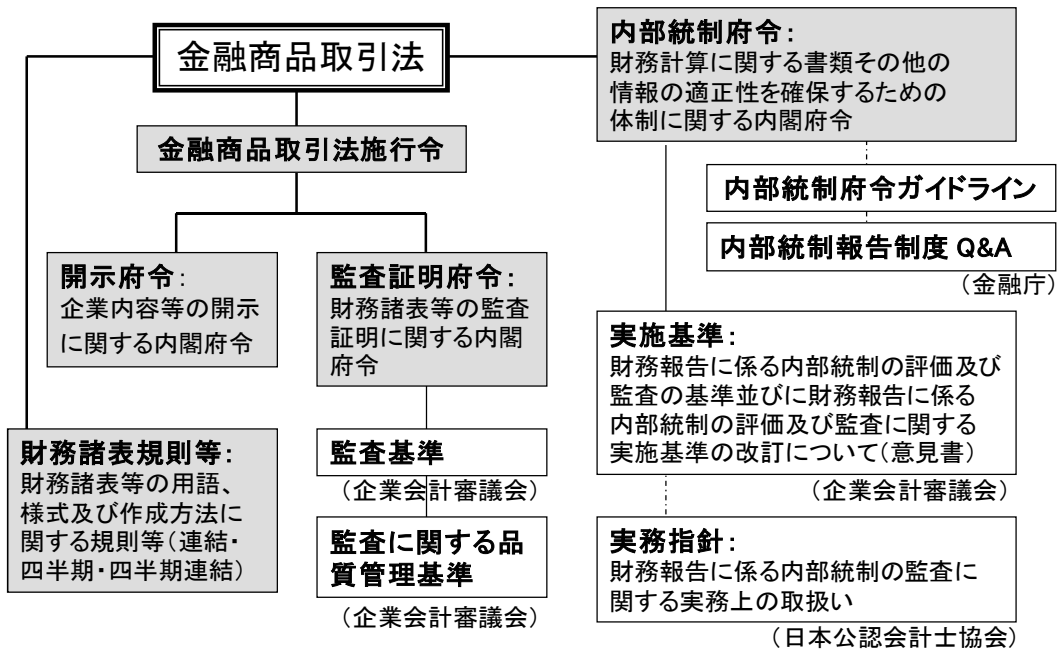 金融商品取引法
金融商品取引法施行令
開示府令:
企業内容等の開示
に関する内閣府令
監査証明府令:
財務諸表等の監査
証明に関する内閣
府令
財務諸表規則等:
財務諸表等の用語、
様式及び作成方法に
関する規則等(連結・
四半期・四半期連結)
監査基準
(企業会計審議会)
監査に関する品
質管理基準
(企業会計審議会)
内部統制府令:
財務計算に関する書類その他の
情報の適正性を確保するための
体制に関する内閣府令
内部統制府令ガイドライン
内部統制報告制度 Q&A
(金融庁)
実施基準:
財務報告に係る内部統制の評価及び
監査の基準並びに財務報告に係る
内部統制の評価及び監査に関する
実施基準の改訂について(意見書)
(企業会計審議会)
実務指針:
財務報告に係る内部統制の監査に
関する実務上の取扱い
(日本公認会計士協会)